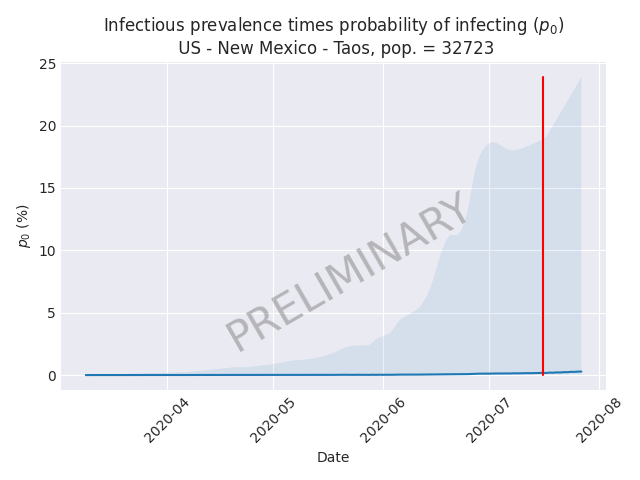 Infectious prevalence times probability of infecting (p₀)
US - New Mexico - Taos, pop. = 32723
25
20
15
10
5
0
p₀ (%)
PRELIMINARY
2020-04
2020-05
2020-06
2020-07
2020-08
Date